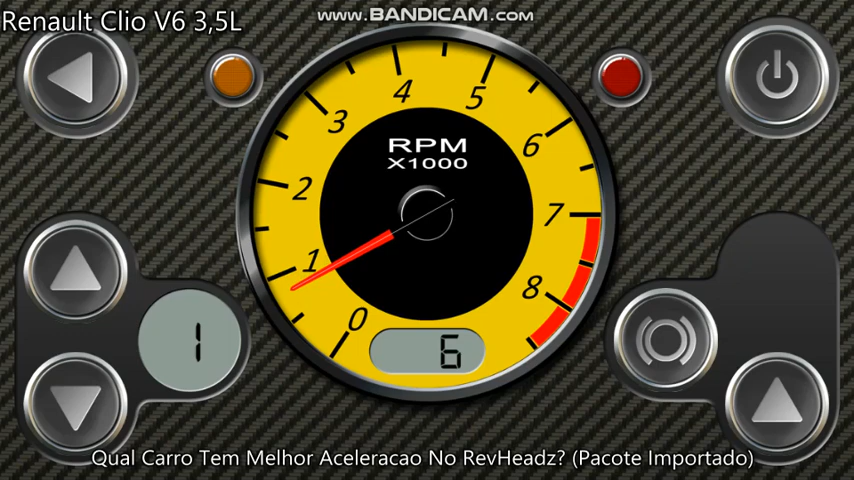 Renault Clio V6 3,5L
www.BANDICAM.com
4
5
3
6
RPM
X1000
2
7
1
8
0
1
6
Qual Carro Tem Melhor Aceleracao No RevHeadz? (Pacote Importado)